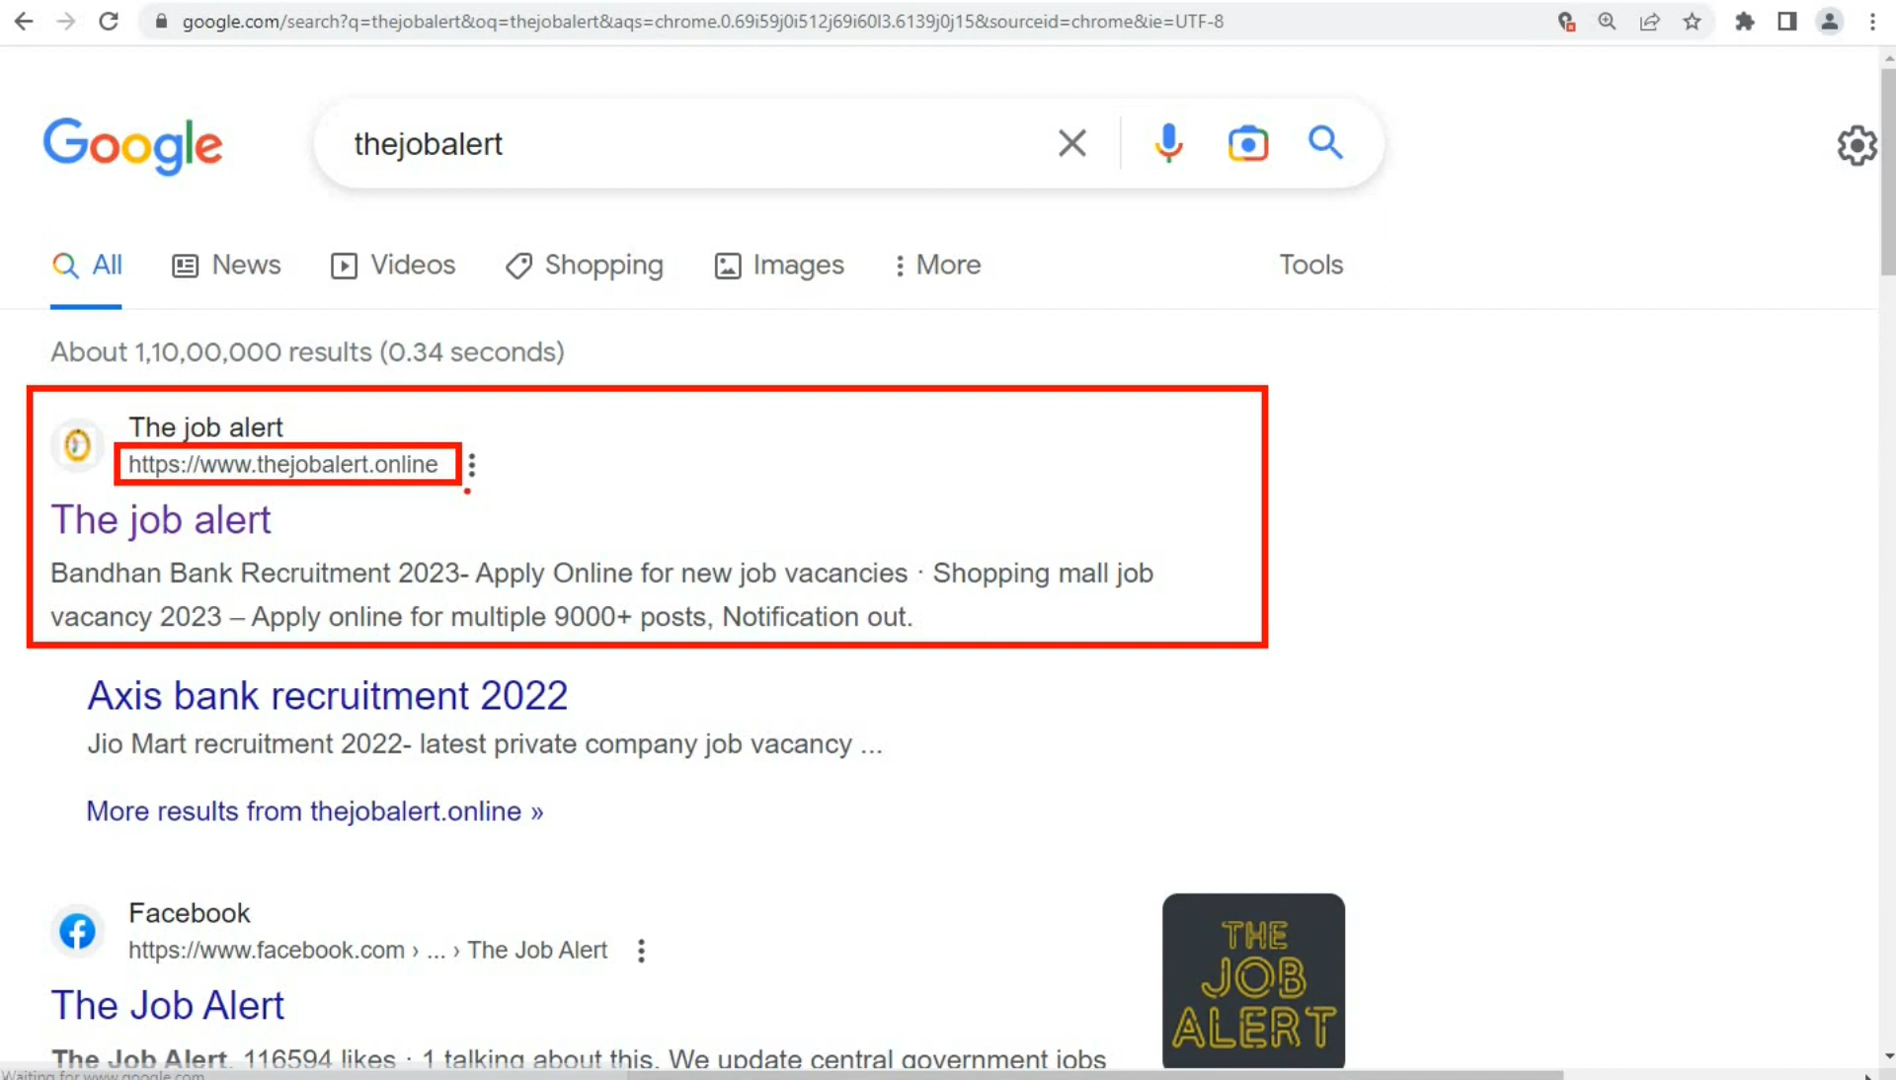 google.com/search?q=thejobalert&oq=thejobalert&aqs=chrome.0.69i59j0i512j69i60l3.6139j0j15&sourceid=chrome&ie=UTF-8
Google
thejobalert
All News Videos Shopping Images More Tools
About 1,10,00,000 results (0.34 seconds)
The job alert
https://www.thejobalert.online
The job alert
Bandhan Bank Recruitment 2023- Apply Online for new job vacancies · Shopping mall job
vacancy 2023 – Apply online for multiple 9000+ posts, Notification out.
Axis bank recruitment 2022
Jio Mart recruitment 2022- latest private company job vacancy ...
More results from thejobalert.online »
Facebook
https://www.facebook.com › ... › The Job Alert
The Job Alert
THE
JOB
ALERT
The Job Alert. 116594 likes · 1 talking about this. We update central government jobs
Waiting for www.google.com